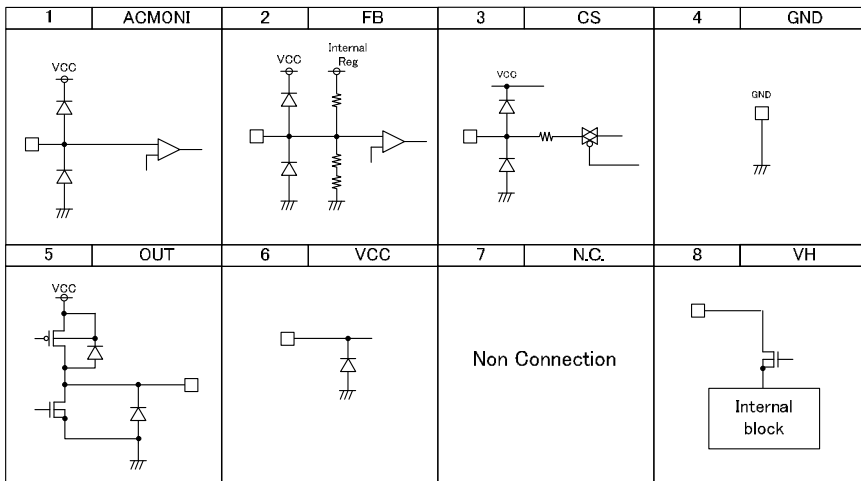 1 ACMONI 2 FB 3 CS 4 GND
VCC
VCC
Internal
Reg
VCC
GND
5 OUT 6 VCC 7 N.C. 8 VH
VCC
Non Connection
Internal
block